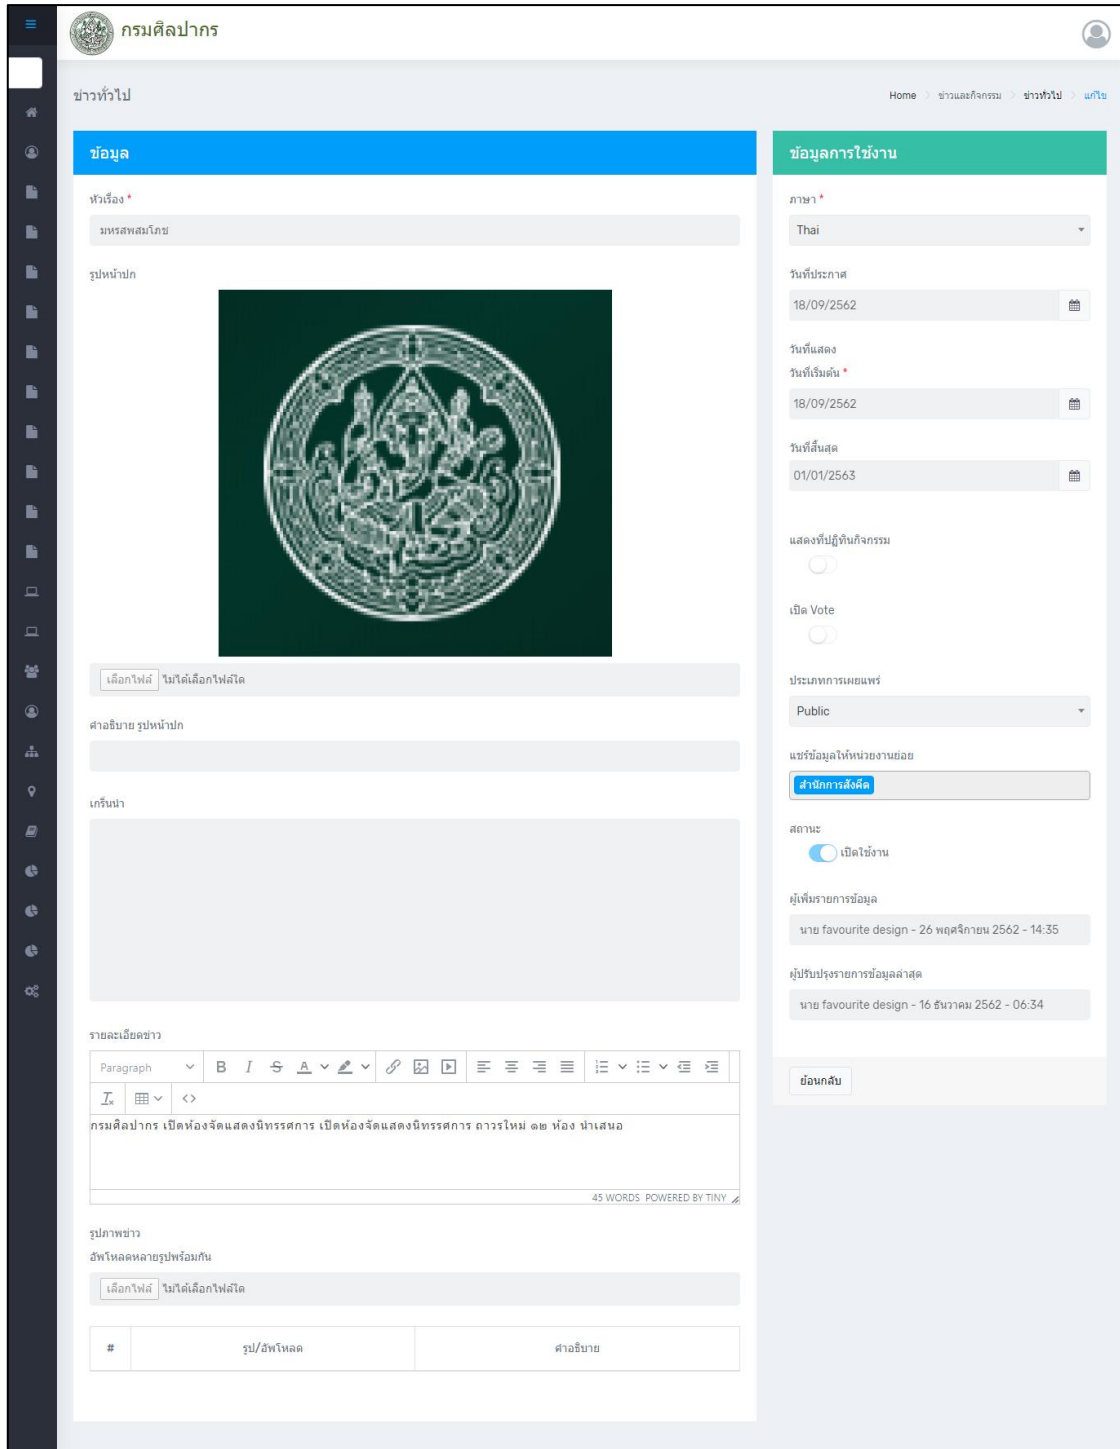 กรมศิลปากร
ข่าวทั่วไป
Home > ข่าวและกิจกรรม > ข่าวทั่วไป > แก้ไข
ข้อมูล
หัวเรื่อง *
มหรสพสมโภช
รูปหน้าปก
เลือกไฟล์ ไม่ได้เลือกไฟล์ใด
คำอธิบาย รูปหน้าปก
เกริ่นนำ
รายละเอียดข่าว
Paragraph
กรมศิลปากร เปิดห้องจัดแสดงนิทรรศการ เปิดห้องจัดแสดงนิทรรศการ ถาวรใหม่ ๑๒ ห้อง นำเสนอ
45 WORDS POWERED BY TINY
รูปภาพข่าว
อัพโหลดหลายรูปพร้อมกัน
เลือกไฟล์ ไม่ได้เลือกไฟล์ใด
# รูป/อัพโหลด คำอธิบาย
ข้อมูลการใช้งาน
ภาษา *
Thai
วันที่ประกาศ
18/09/2562
วันที่แสดง
วันที่เริ่มต้น *
18/09/2562
วันที่สิ้นสุด
01/01/2563
แสดงที่ปฏิทินกิจกรรม
เปิด Vote
ประเภทการเผยแพร่
Public
แชร์ข้อมูลให้หน่วยงานย่อย
สำนักการสังคีต
สถานะ
เปิดใช้งาน
ผู้เพิ่มรายการข้อมูล
นาย favourite design - 26 พฤศจิกายน 2562 - 14:35
ผู้ปรับปรุงรายการข้อมูลล่าสุด
นาย favourite design - 16 ธันวาคม 2562 - 06:34
ย้อนกลับ